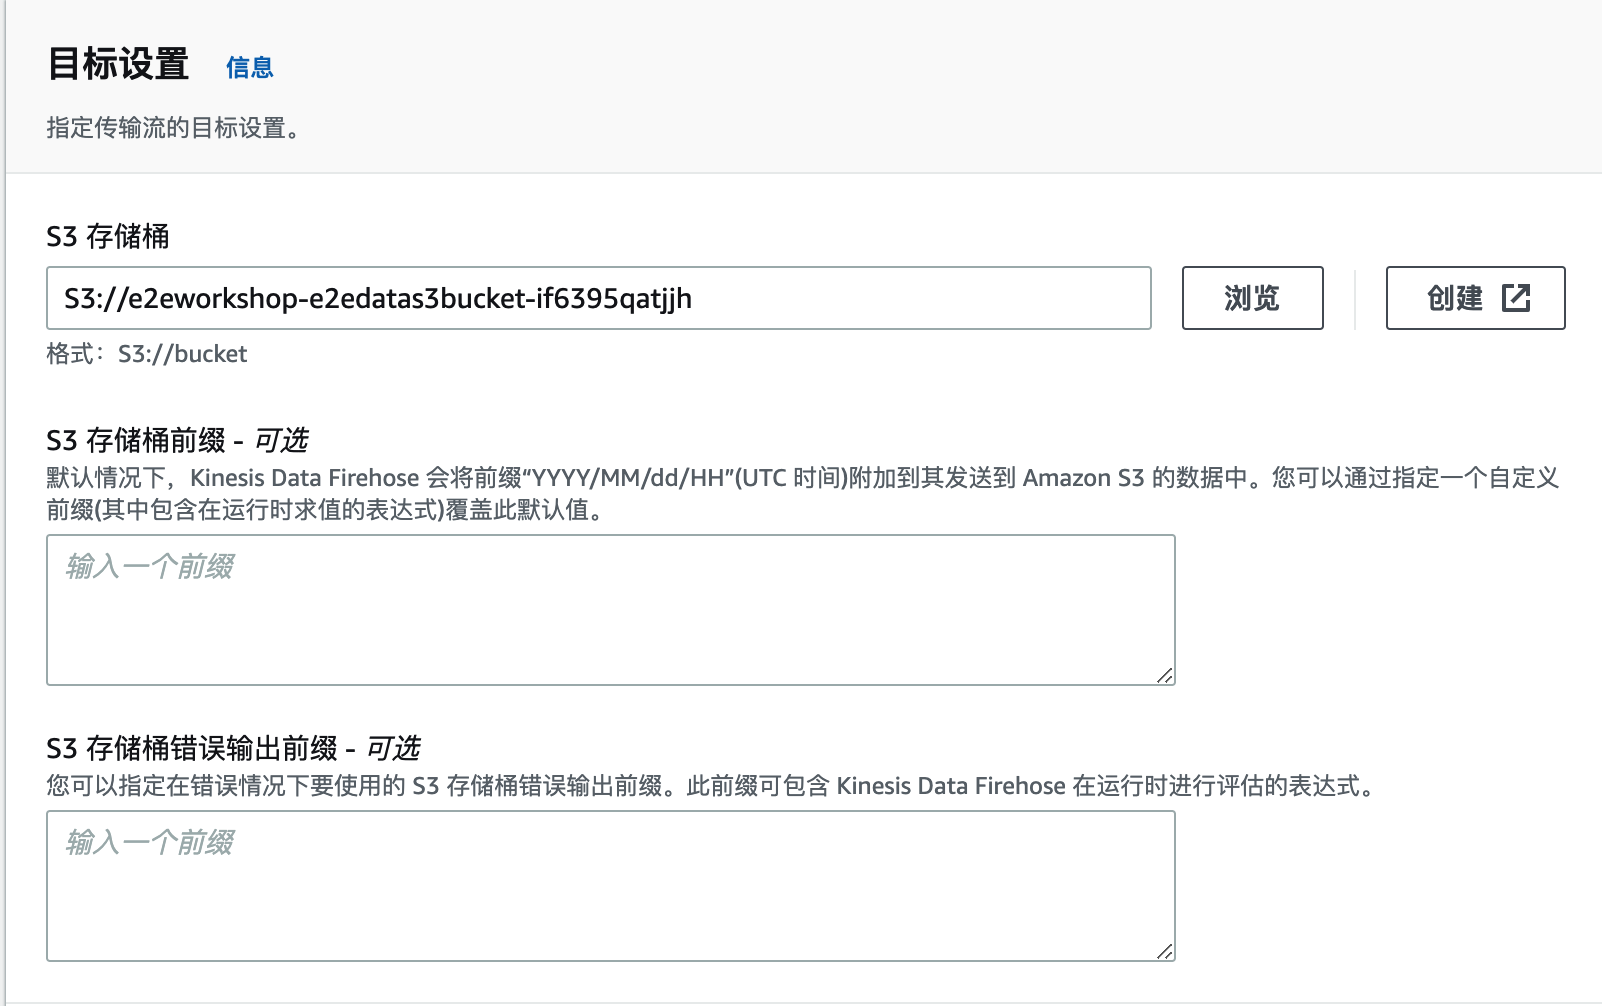 目标设置 信息
指定传输流的目标设置。
S3 存储桶
S3://e2eworkshop-e2edatas3bucket-if6395qatjjh
浏览
创建
格式：S3://bucket
S3 存储桶前缀 - 可选
默认情况下，Kinesis Data Firehose 会将前缀“YYYY/MM/dd/HH”(UTC 时间)附加到其发送到 Amazon S3 的数据中。您可以通过指定一个自定义
前缀(其中包含在运行时求值的表达式)覆盖此默认值。
输入一个前缀
S3 存储桶错误输出前缀 - 可选
您可以指定在错误情况下要使用的 S3 存储桶错误输出前缀。此前缀可包含 Kinesis Data Firehose 在运行时进行评估的表达式。
输入一个前缀